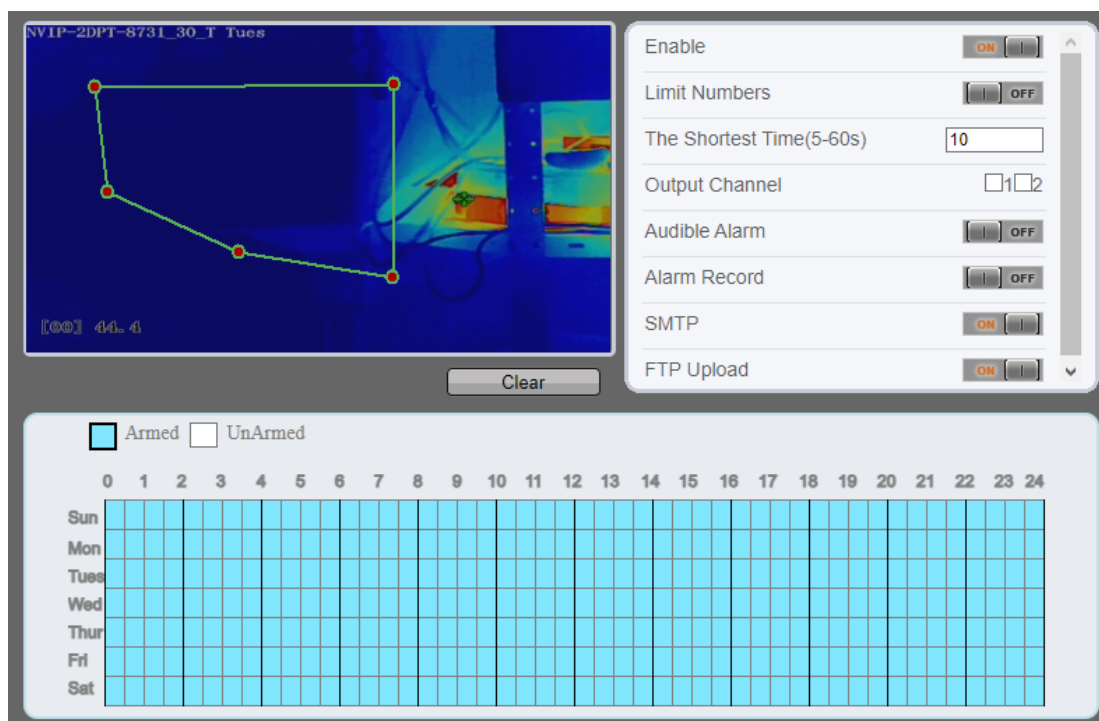 NVIP-2DPT-8731_30_T Tues
[00] 44.4
Clear
Enable ON
Limit Numbers OFF
The Shortest Time(5-60s) 10
Output Channel 1 2
Audible Alarm OFF
Alarm Record OFF
SMTP ON
FTP Upload ON
Armed UnArmed
0 1 2 3 4 5 6 7 8 9 10 11 12 13 14 15 16 17 18 19 20 21 22 23 24
Sun
Mon
Tues
Wed
Thur
Fri
Sat